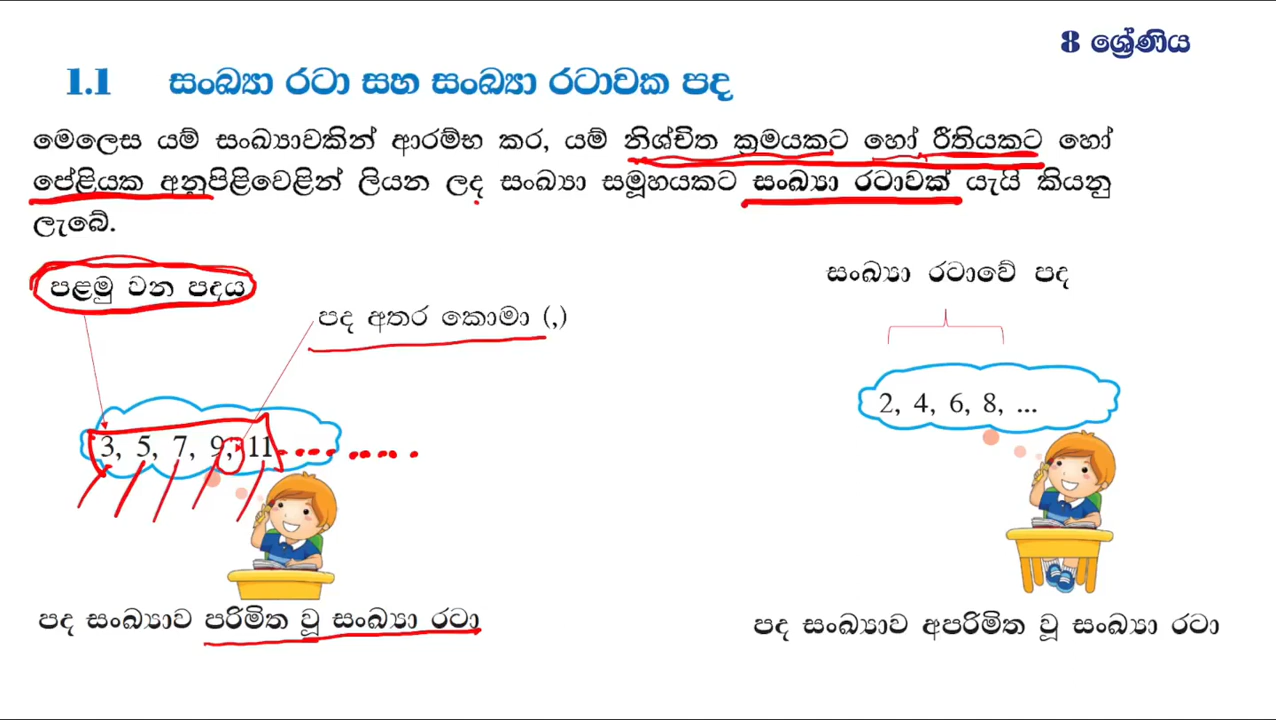 8 ශ්‍රේණිය
1.1 සංඛ්‍යා රටා සහ සංඛ්‍යා රටාවක පද
මෙලෙස යම් සංඛ්‍යාවකින් ආරම්භ කර, යම් නිශ්චිත ක්‍රමයකට හෝ රීතියකට හෝ
පේළියක අනුපිළිවෙළින් ලියන ලද සංඛ්‍යා සමූහයකට සංඛ්‍යා රටාවක් යැයි කියනු
ලැබේ.
පළමු වන පදය
පද අතර කොමා (,)
3, 5, 7, 9, 11
සංඛ්‍යා රටාවේ පද
2, 4, 6, 8, ...
පද සංඛ්‍යාව පරිමිත වූ සංඛ්‍යා රටා
පද සංඛ්‍යාව අපරිමිත වූ සංඛ්‍යා රටා